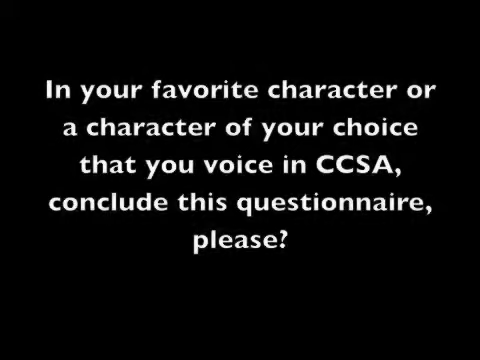 In your favorite character or
a character of your choice
that you voice in CCSA,
conclude this questionnaire,
please?